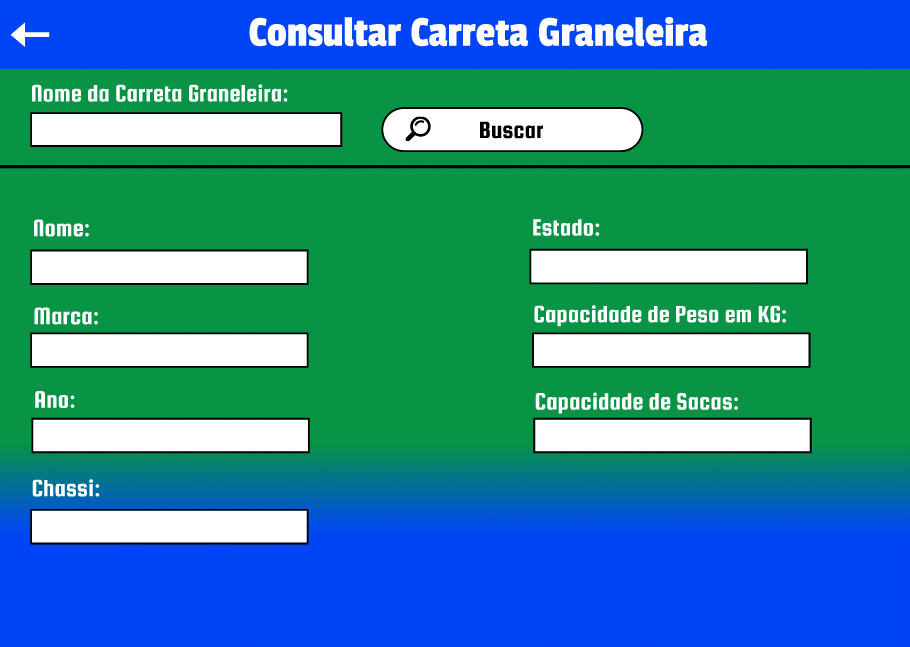 Consultar Carreta Graneleira
Nome da Carreta Graneleira:
Buscar
Nome:
Estado:
Marca:
Capacidade de Peso em KG:
Ano:
Capacidade de Sacas:
Chassi: